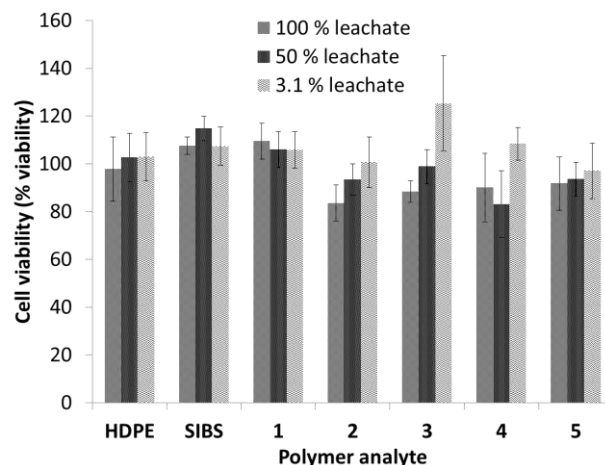 160
140
120
100
80
60
40
20
0
Cell viability (% viability)
100 % leachate
50 % leachate
3.1 % leachate
HDPE SIBS 1 2 3 4 5
Polymer analyte